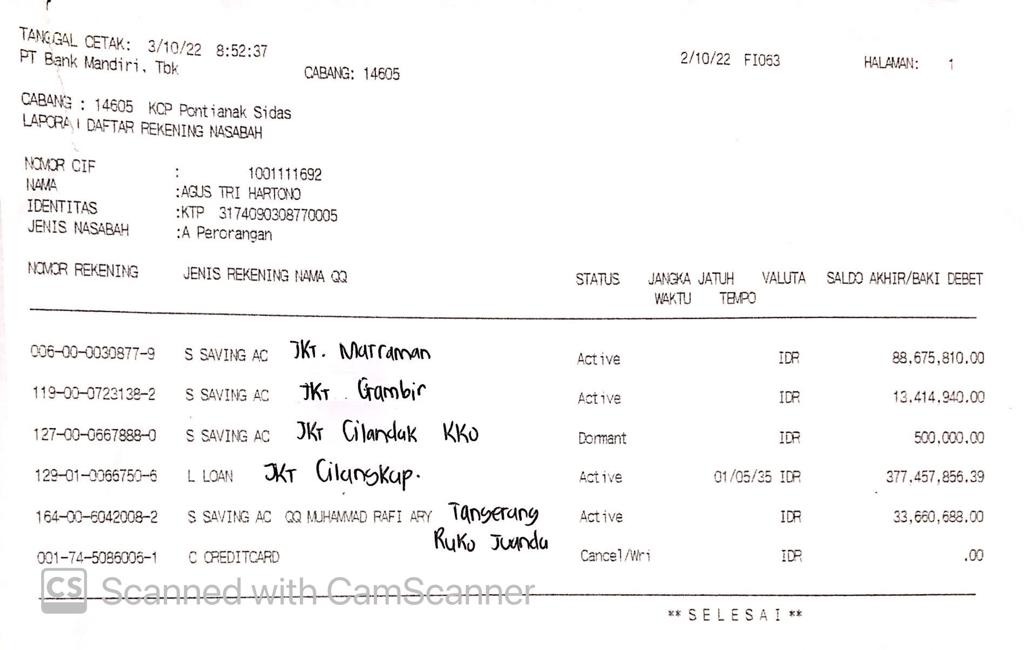 TANGGAL CETAK: 3/10/22 8:52:37 2/10/22 FI063 HALAMAN: 1
PT Bank Mandiri, Tbk CABANG: 14605
CABANG : 14605 KCP Pontianak Sidas
LAPORAN DAFTAR REKENING NASABAH
NOMOR CIF : 1001111692
NAMA :AGUS TRI HARTONO
IDENTITAS :KTP 3174090308770005
JENIS NASABAH :A Perorangan
NOMOR REKENING JENIS REKENING NAMA QQ STATUS JANGKA JATUH VALUTA SALDO AKHIR/BAKI DEBET
WAKTU TEMPO
006-00-0030877-9 S SAVING AC JKT. Matraman Active IDR 88,675,810.00
119-00-0723138-2 S SAVING AC JKT. Gambir Active IDR 13,414,940.00
127-00-0667888-0 S SAVING AC JKT Cilandak KKO Dormant IDR 500,000.00
129-01-0066750-6 L LOAN JKT Cilangkap. Active 01/05/35 IDR 377,457,856.39
164-00-6042008-2 S SAVING AC QQ MUHAMMAD RAFI ARY Tangerang Active IDR 33,660,688.00
Ruko Juanda
001-74-5086006-1 C CREDITCARD Cancel/Wri IDR .00
CS Scanned with CamScanner
** S E L E S A I **